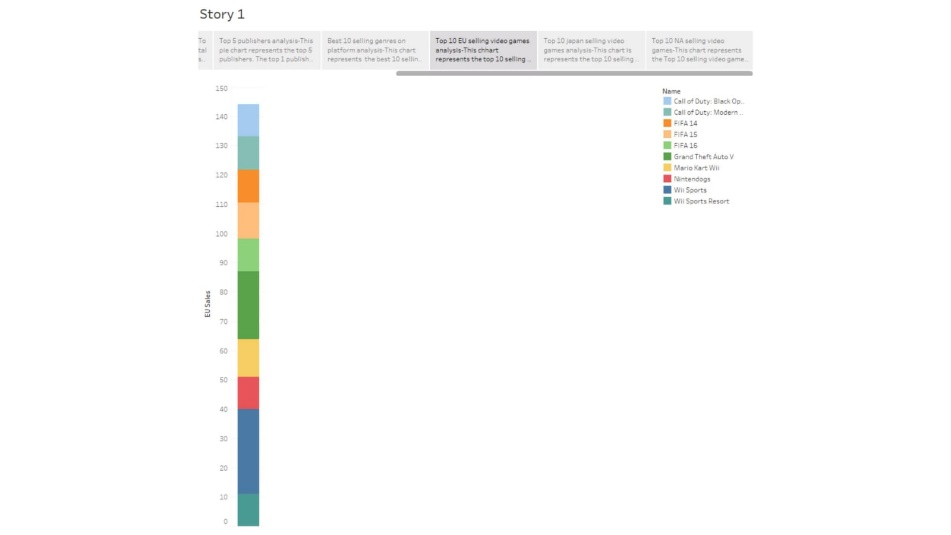 Story 1
To
tal
s..
Top 5 publishers analysis-This
pie chart represents the top 5
publishers. The top 1 publish..
Best 10 selling genres on
platform analysis-This chart
represents the best 10 sellin..
Top 10 EU selling video games
analysis-This chhart
represents the top 10 selling ..
Top 10 japan selling video
games analysis-This chart is
represents the top 10 selling ..
Top 10 NA selling video
games-This chart represents
the Top 10 selling video game..
150
140
130
120
110
100
90
80
70
60
50
40
30
20
10
0
EU Sales
Name
Call of Duty: Black Op..
Call of Duty: Modern ..
FIFA 14
FIFA 15
FIFA 16
Grand Theft Auto V
Mario Kart Wii
Nintendogs
Wii Sports
Wii Sports Resort